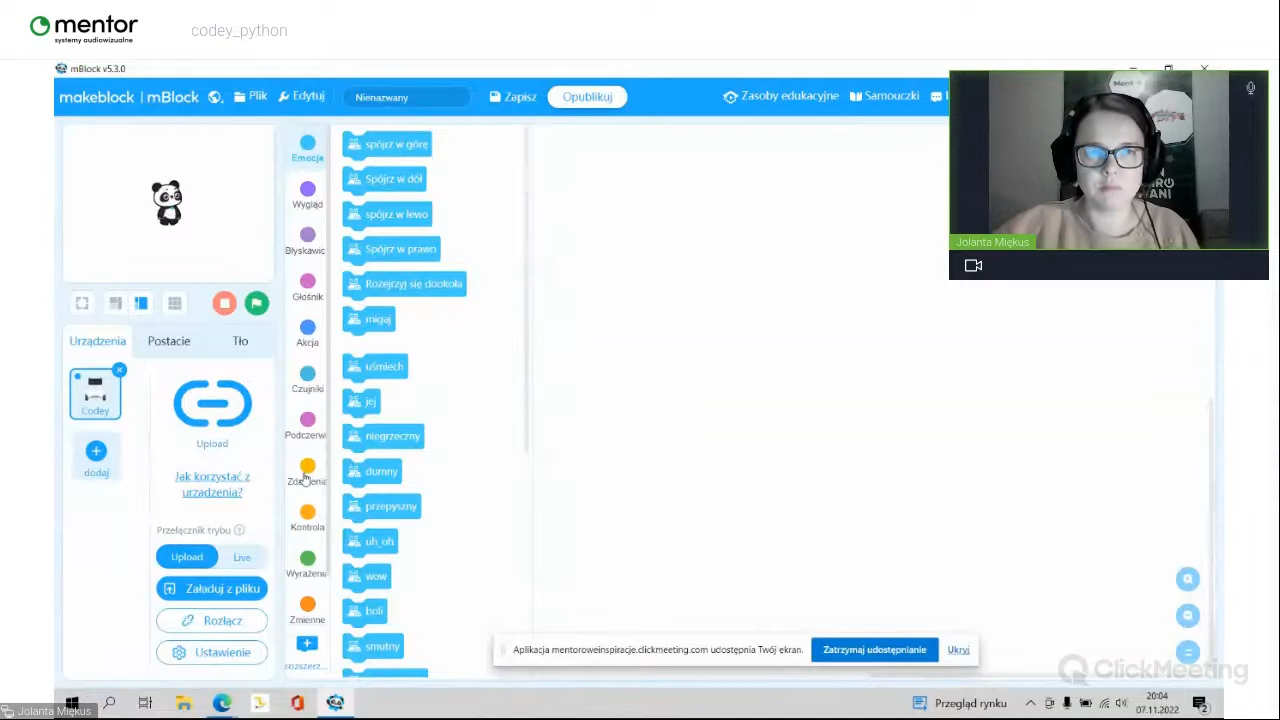 mentor
systemy audiowizualne
codey_python
mBlock v5.3.0
makeblock | mBlock
Plik
Edytuj
Nienazwany
Zapisz
Opublikuj
Zasoby edukacyjne
Samouczki
Jolanta Miękus
Urządzenia
Postacie
Tło
Codey
dodaj
Upload
Jak korzystać z
urządzenia?
Przełącznik trybu
Upload
Live
Załaduj z pliku
Rozłącz
Ustawienie
Emocja
Wygląd
Błyskawic
Głośnik
Akcja
Czujniki
Podczerw
Zdarzenia
Kontrola
Wyrażenia
Zmienne
rozszerz...
spójrz w górę
Spójrz w dół
spójrz w lewo
Spójrz w prawo
Rozejrzyj się dookoła
migaj
uśmiech
jej
niegrzeczny
dumny
przepyszny
uh_oh
wow
boli
smutny
Aplikacja mentoroweinspiracje.clickmeeting.com udostępnia Twój ekran.
Zatrzymaj udostępnianie
Ukryj
ClickMeeting
Przegląd rynku
20:04
07.11.2022
2
Jolanta Miękus